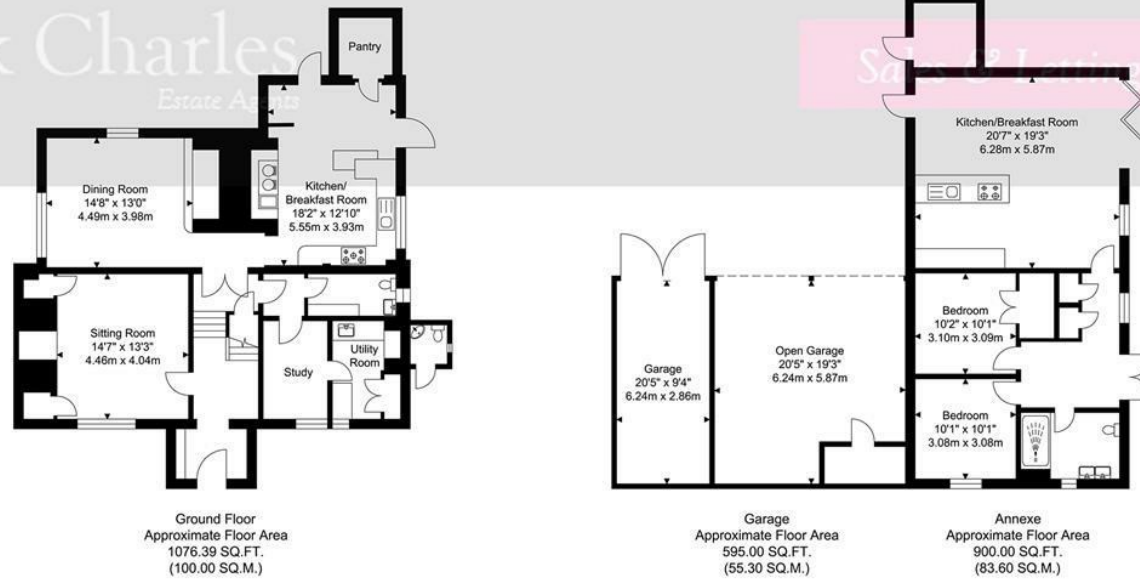 k Charles
Estate Agents
Pantry
Dining Room
14'8" x 13'0"
4.49m x 3.98m
Kitchen/
Breakfast Room
18'2" x 12'10"
5.55m x 3.93m
Sitting Room
14'7" x 13'3"
4.46m x 4.04m
Study
Utility
Room
Ground Floor
Approximate Floor Area
1076.39 SQ.FT.
(100.00 SQ.M.)
Sales & Letting
Kitchen/Breakfast Room
20'7" x 19'3"
6.28m x 5.87m
Garage
20'5" x 9'4"
6.24m x 2.86m
Open Garage
20'5" x 19'3"
6.24m x 5.87m
Bedroom
10'2" x 10'1"
3.10m x 3.09m
Bedroom
10'1" x 10'1"
3.08m x 3.08m
Garage
Approximate Floor Area
595.00 SQ.FT.
(55.30 SQ.M.)
Annexe
Approximate Floor Area
900.00 SQ.FT.
(83.60 SQ.M.)